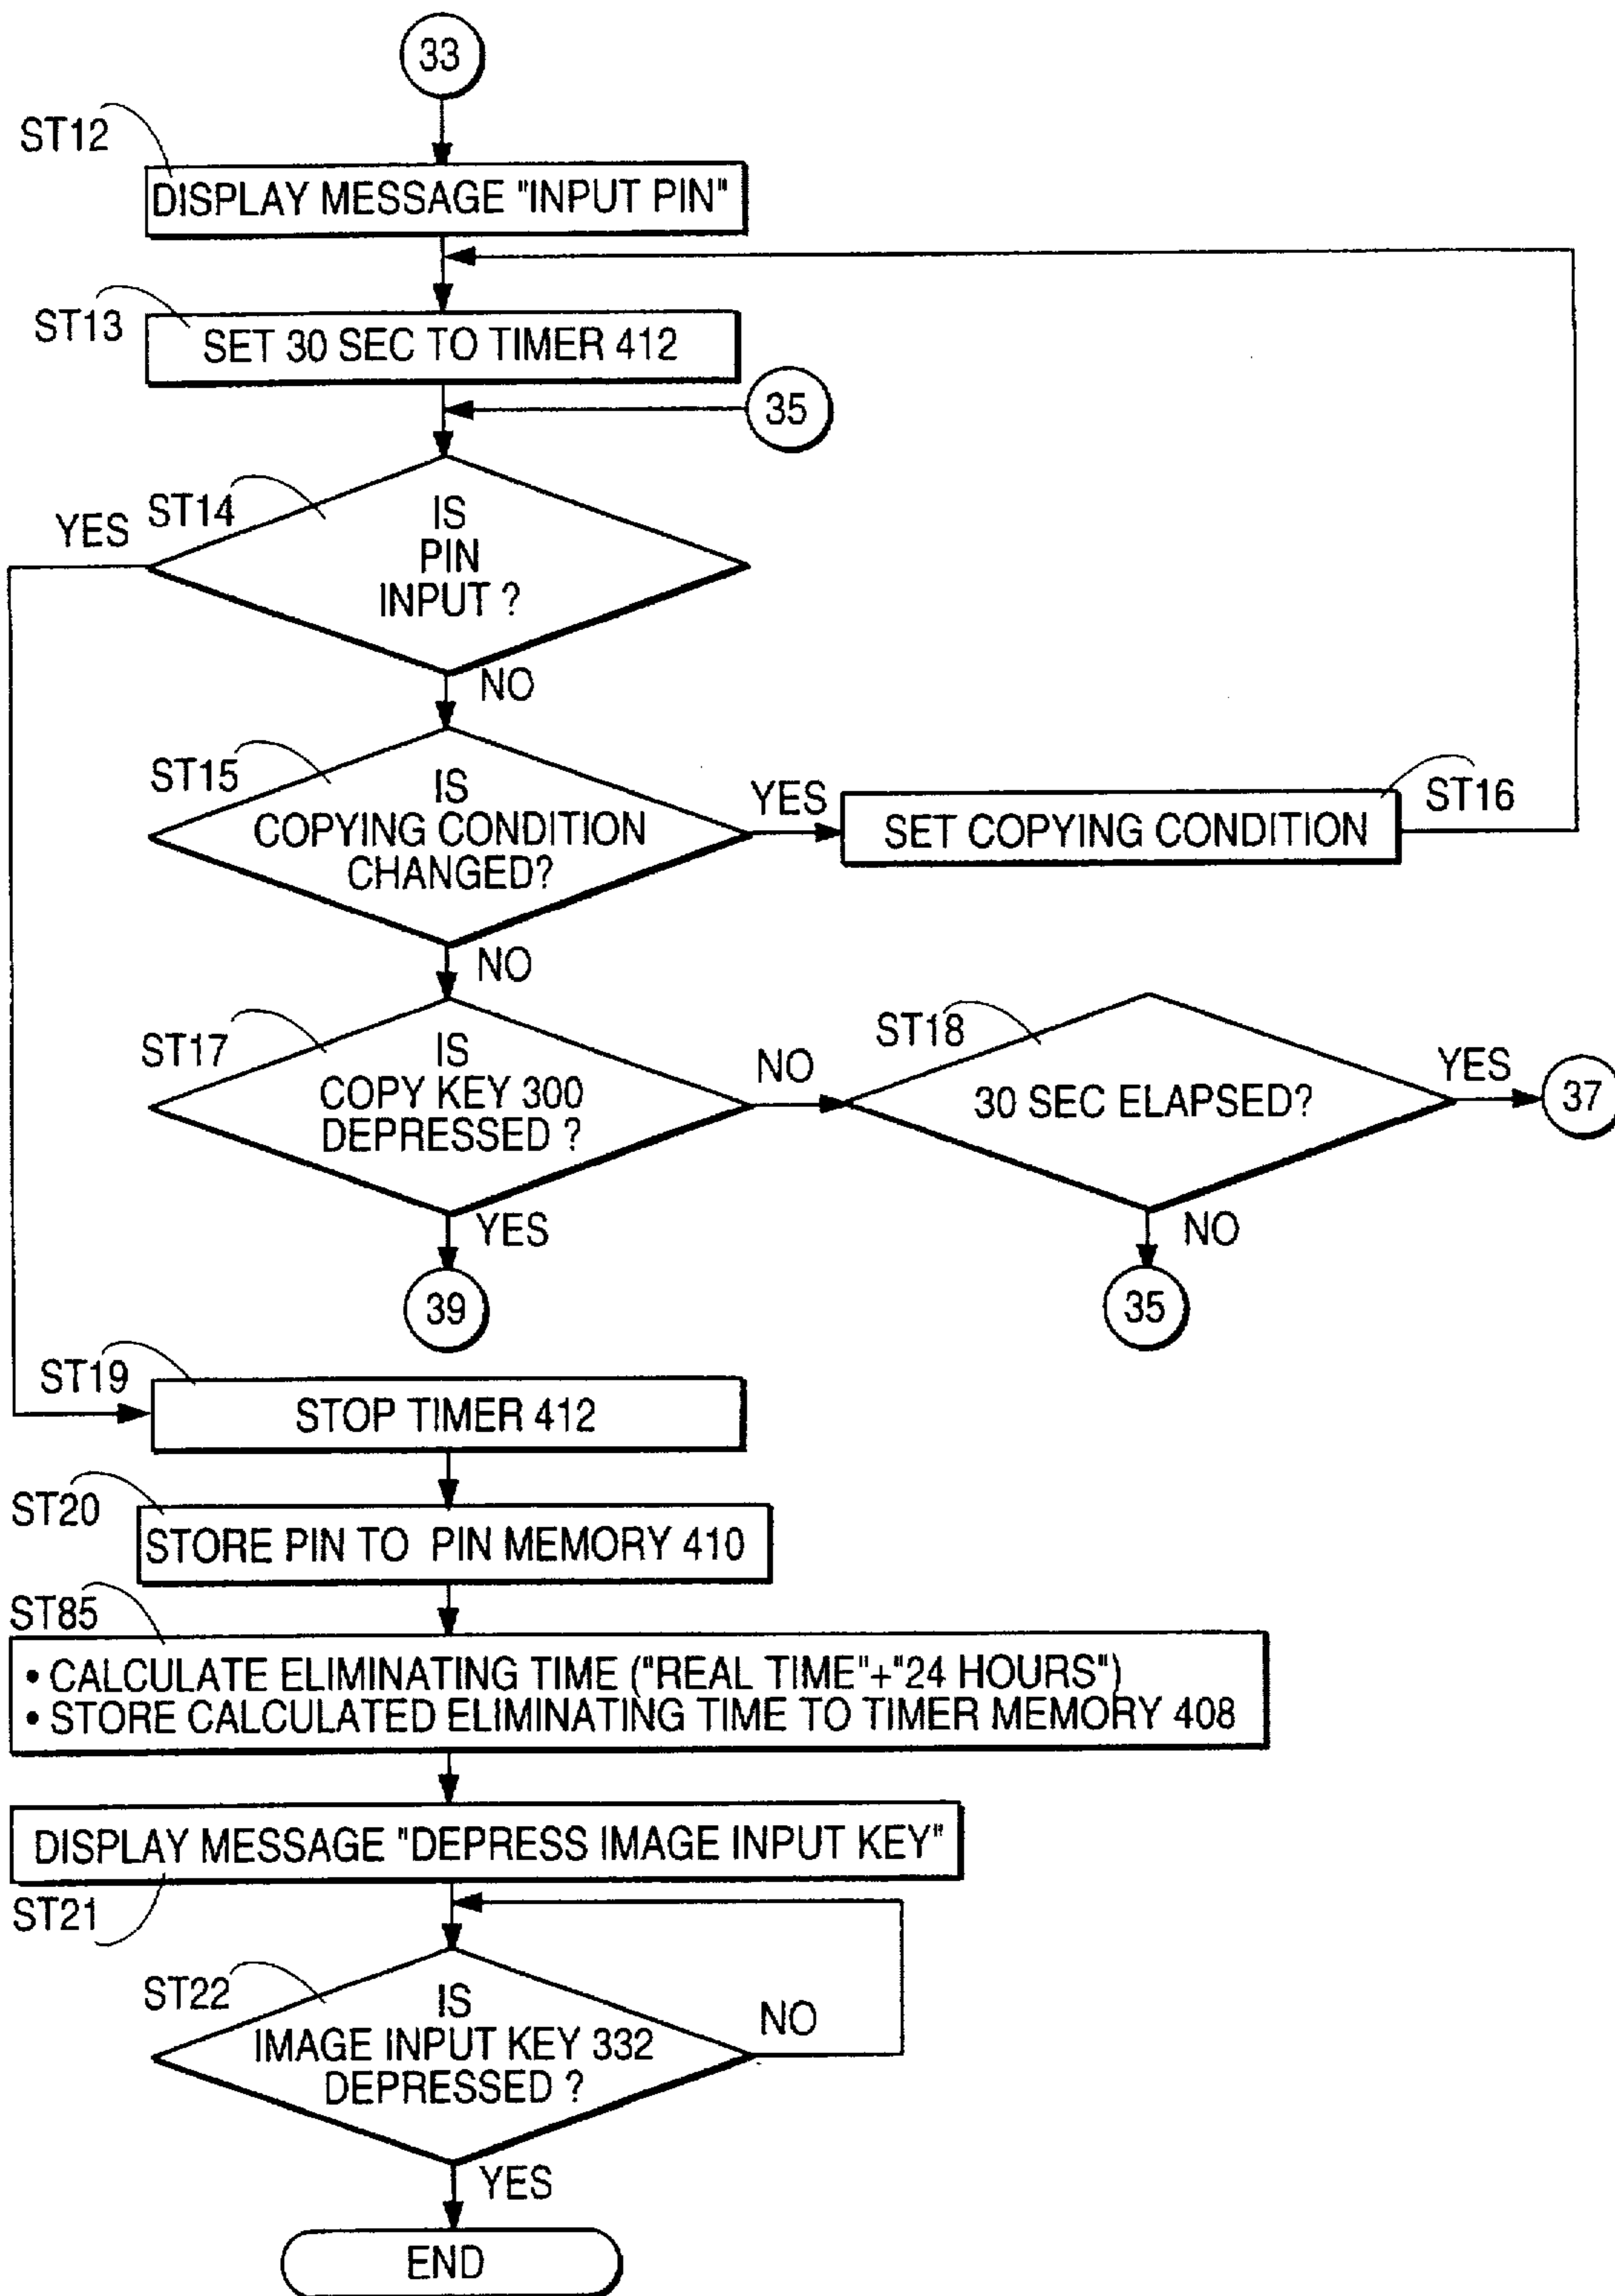 33
ST12
DISPLAY MESSAGE "INPUT PIN"
ST13
SET 30 SEC TO TIMER 412
35
ST14
YES
IS
PIN
INPUT ?
NO
ST15
IS
COPYING CONDITION
CHANGED?
YES
SET COPYING CONDITION
ST16
NO
ST17
IS
COPY KEY 300
DEPRESSED ?
NO
ST18
30 SEC ELAPSED?
YES
37
YES
39
NO
35
ST19
STOP TIMER 412
ST20
STORE PIN TO PIN MEMORY 410
ST85
• CALCULATE ELIMINATING TIME ("REAL TIME"+"24 HOURS")
• STORE CALCULATED ELIMINATING TIME TO TIMER MEMORY 408
DISPLAY MESSAGE "DEPRESS IMAGE INPUT KEY"
ST21
ST22
IS
IMAGE INPUT KEY 332
DEPRESSED ?
NO
YES
END